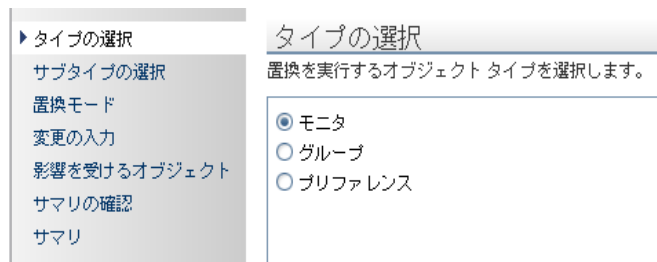 タイプの選択
サブタイプの選択
置換モード
変更の入力
影響を受けるオブジェクト
サマリの確認
サマリ
タイプの選択
置換を実行するオブジェクト タイプを選択します。
モニタ
グループ
プリファレンス